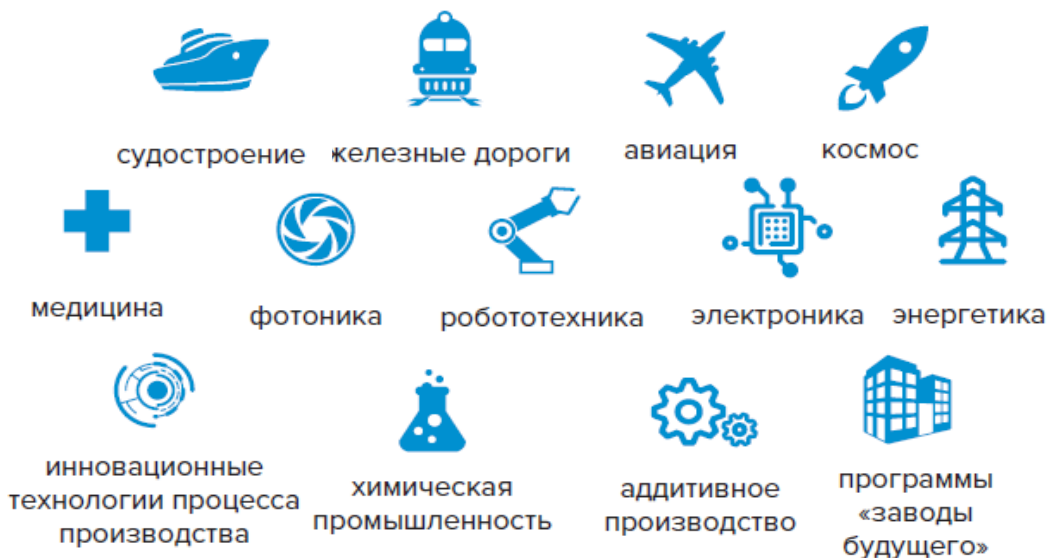 судостроение
железные дороги
авиация
космос
медицина
фотоника
робототехника
электроника
энергетика
инновационные
технологии процесса
производства
химическая
промышленность
аддитивное
производство
программы
«заводы
будущего»